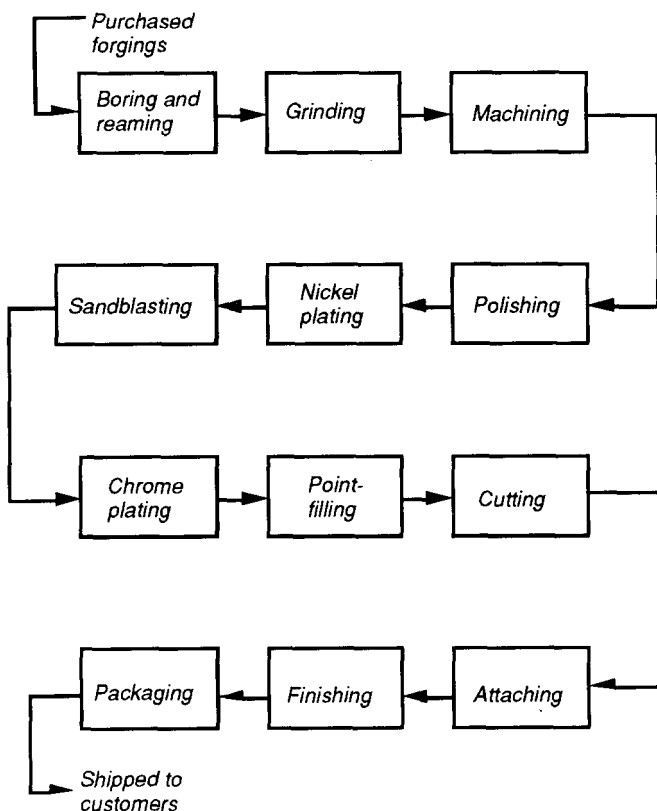 Purchased
forgings
Boring and
reaming
Grinding
Machining
Sandblasting
Nickel
plating
Polishing
Chrome
plating
Point-
filling
Cutting
Packaging
Finishing
Attaching
Shipped to
customers